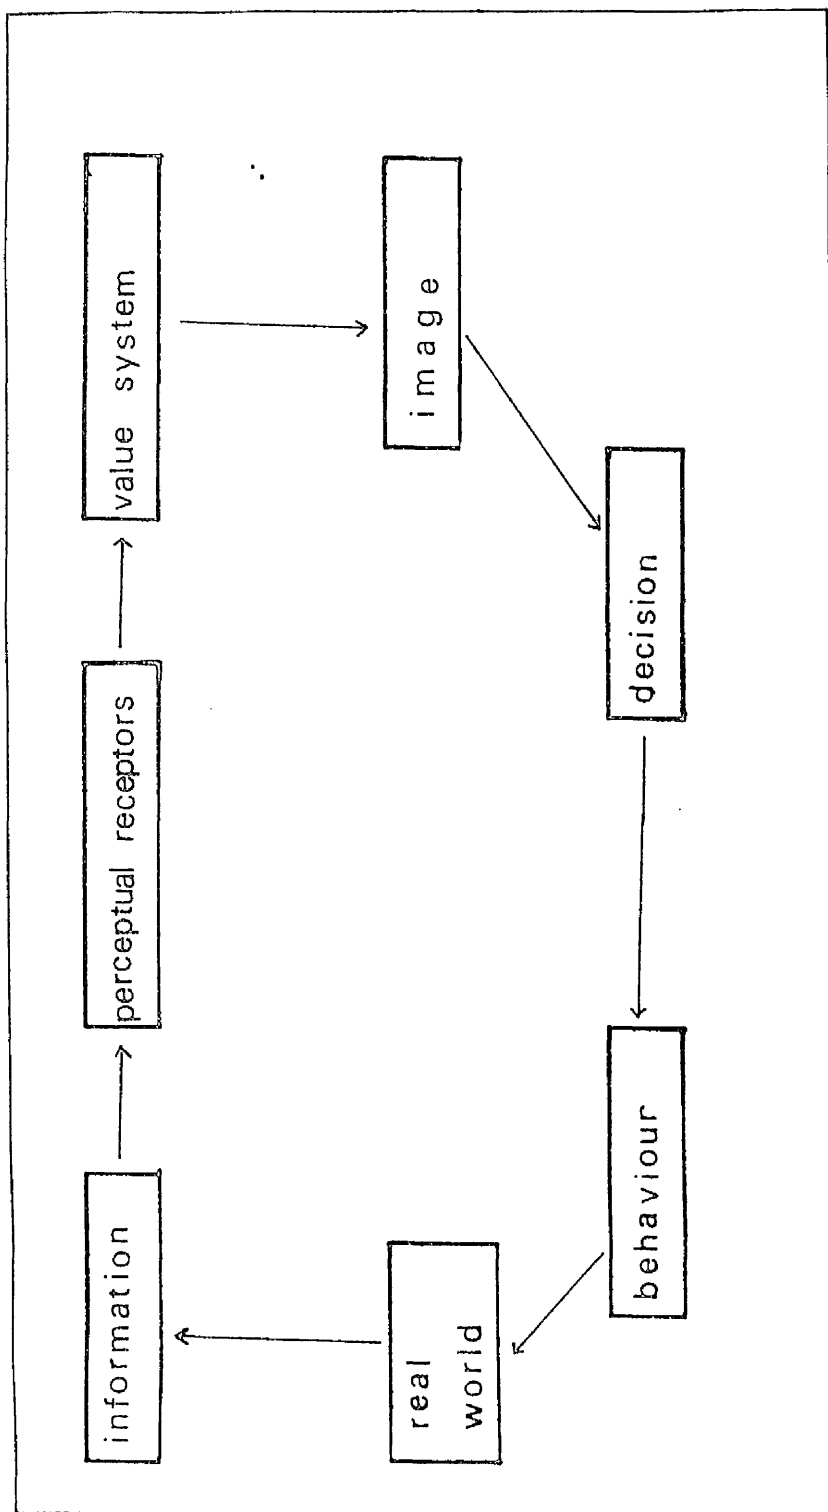 information
perceptual receptors
value system
image
decision
behaviour
real
world